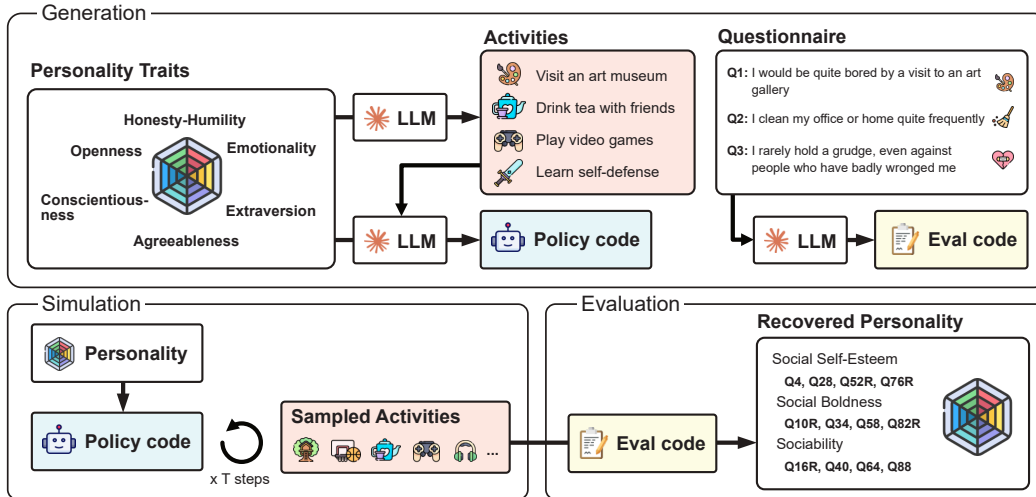 Generation
Personality Traits
Honesty-Humility
Openness
Emotionality
Conscientious-
ness
Extraversion
Agreeableness
LLM
LLM
Activities
Visit an art museum
Drink tea with friends
Play video games
Learn self-defense
Policy code
Questionnaire
Q1: I would be quite bored by a visit to an art
gallery
Q2: I clean my office or home quite frequently
Q3: I rarely hold a grudge, even against
people who have badly wronged me
LLM
Eval code
Simulation
Personality
Policy code
x T steps
Sampled Activities
...
Evaluation
Eval code
Recovered Personality
Social Self-Esteem
Q4, Q28, Q52R, Q76R
Social Boldness
Q10R, Q34, Q58, Q82R
Sociability
Q16R, Q40, Q64, Q88